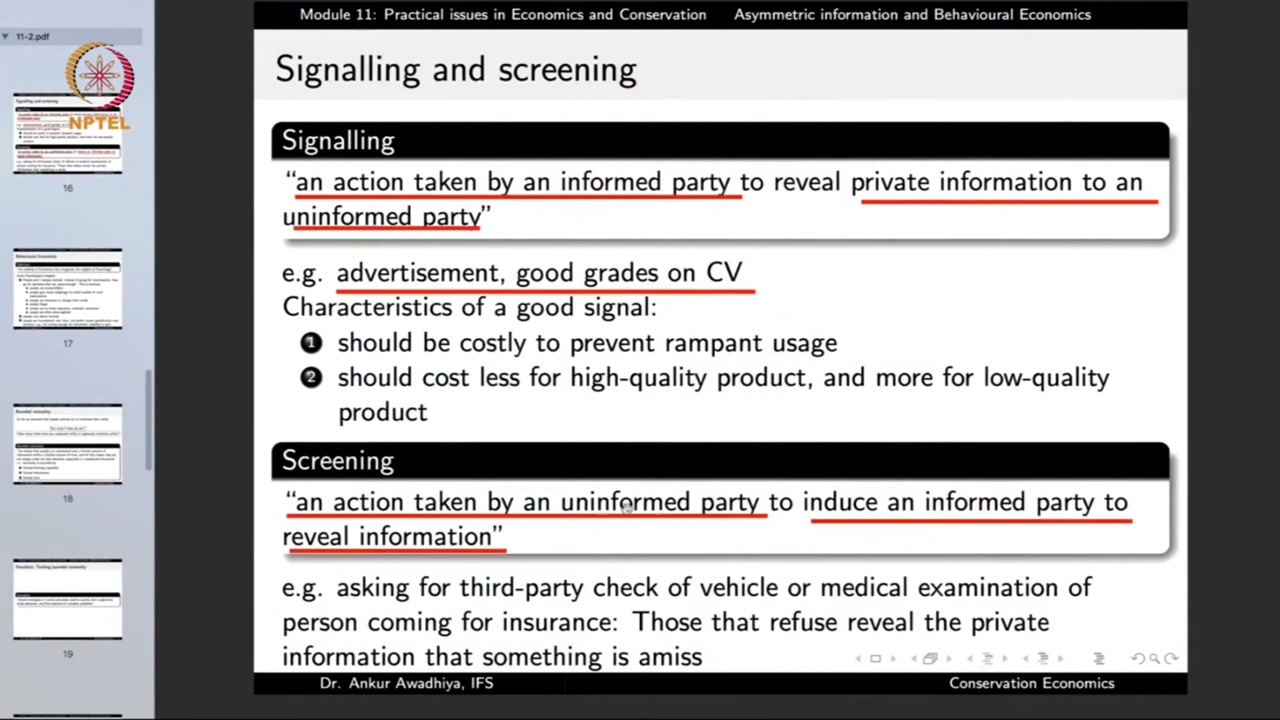 Module 11: Practical issues in Economics and Conservation Asymmetric information and Behavioural Economics
11-2.pdf
NPTEL
16
17
18
19
Signalling and screening
Signalling
“an action taken by an informed party to reveal private information to an
uninformed party”
e.g. advertisement, good grades on CV
Characteristics of a good signal:
1 should be costly to prevent rampant usage
2 should cost less for high-quality product, and more for low-quality
product
Screening
“an action taken by an uninformed party to induce an informed party to
reveal information”
e.g. asking for third-party check of vehicle or medical examination of
person coming for insurance: Those that refuse reveal the private
information that something is amiss
Dr. Ankur Awadhiya, IFS Conservation Economics